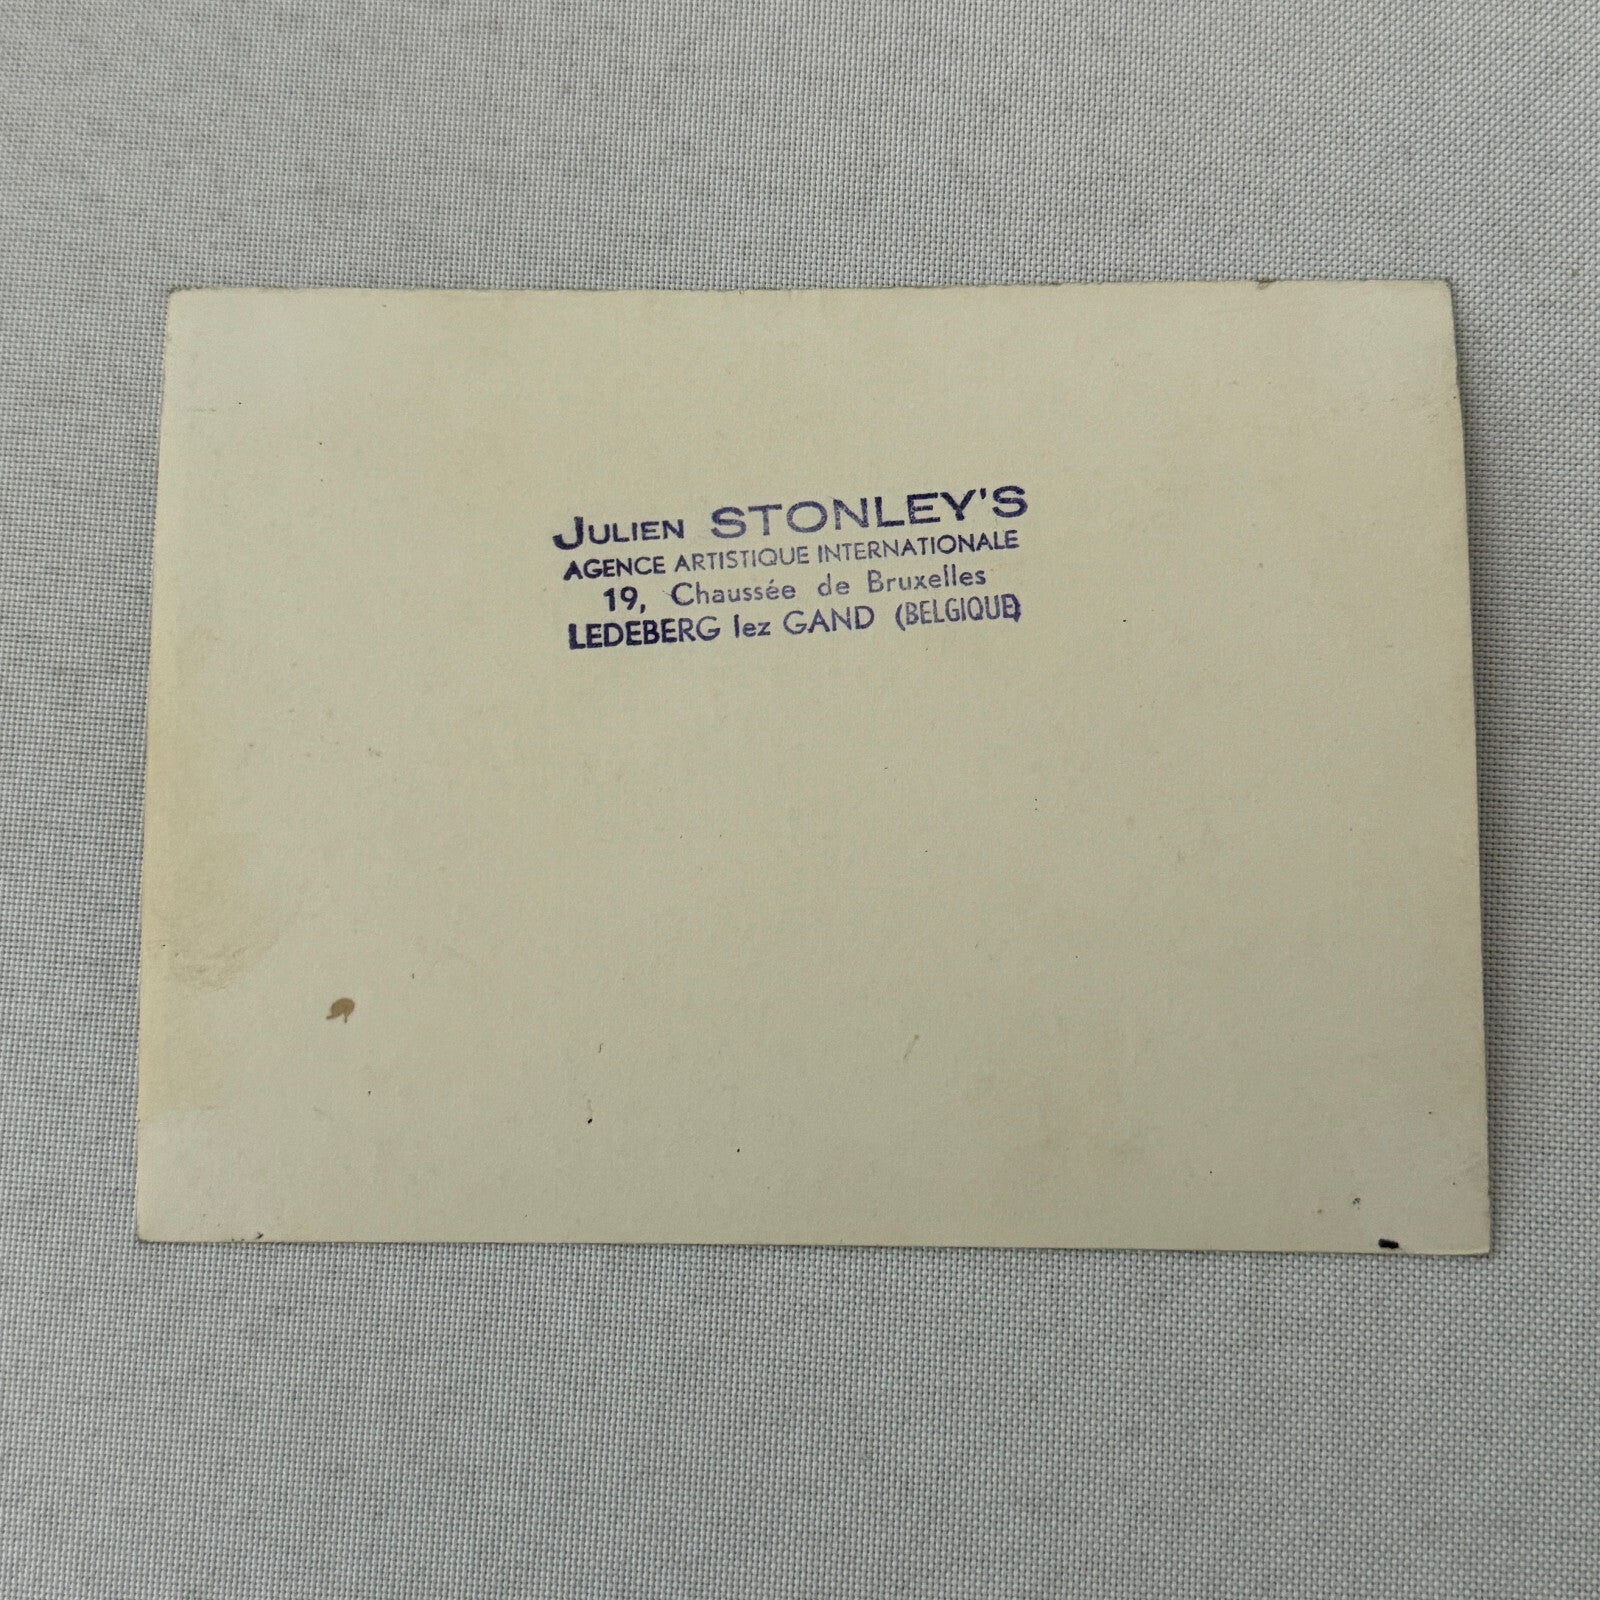 JULIEN STONLEY'S
AGENCE ARTISTIQUE INTERNATIONALE
19, Chaussée de Bruxelles
LEDEBERG lez GAND (BELGIQUE)